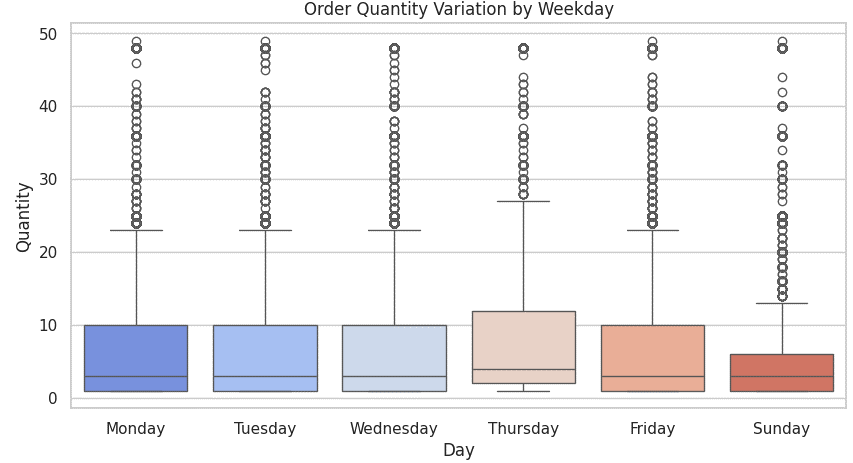 Order Quantity Variation by Weekday
50
40
30
20
10
0
Quantity
Monday Tuesday Wednesday Thursday Friday Sunday
Day